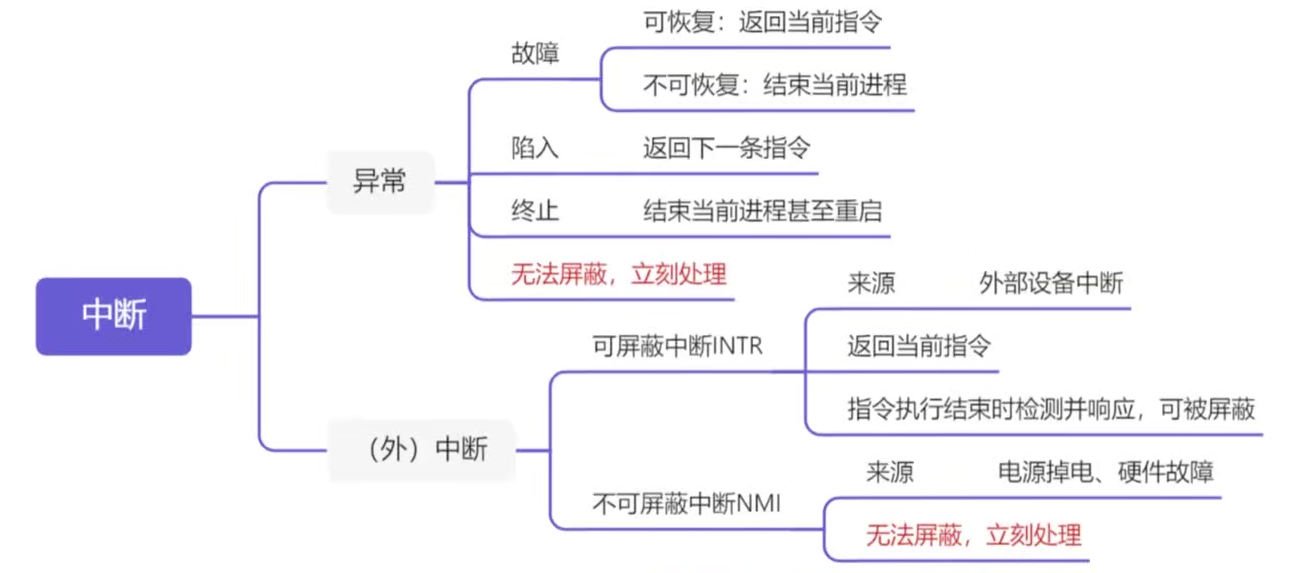 中断
异常
故障
可恢复：返回当前指令
不可恢复：结束当前进程
陷入 返回下一条指令
终止 结束当前进程甚至重启
无法屏蔽，立刻处理
（外）中断
可屏蔽中断INTR
来源 外部设备中断
返回当前指令
指令执行结束时检测并响应，可被屏蔽
不可屏蔽中断NMI
来源 电源掉电、硬件故障
无法屏蔽，立刻处理